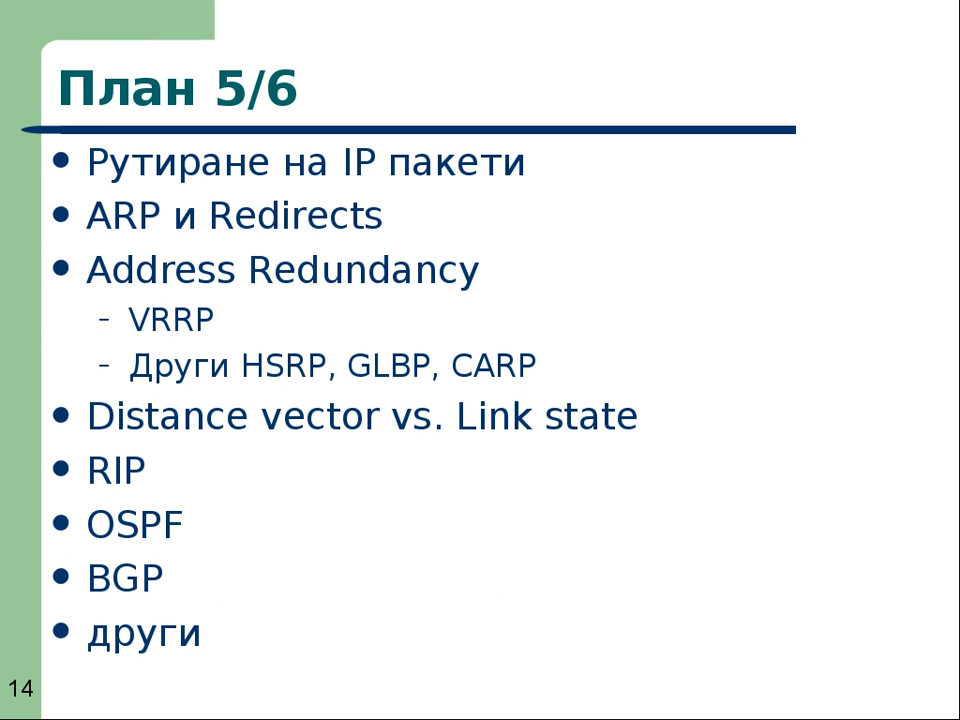 План 5/6
Рутиране на IP пакети
ARP и Redirects
Address Redundancy
– VRRP
– Други HSRP, GLBP, CARP
Distance vector vs. Link state
RIP
OSPF
BGP
други
14